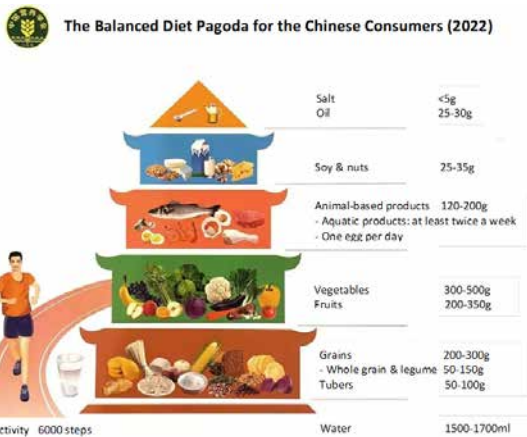 The Balanced Diet Pagoda for the Chinese Consumers (2022)
Salt <5g
Oil 25-30g
Soy & nuts 25-35g
Animal-based products 120-200g
- Aquatic products: at least twice a week
- One egg per day
Vegetables 300-500g
Fruits 200-350g
Grains 200-300g
- Whole grain & legume 50-150g
Tubers 50-100g
ctivity 6000 steps
Water 1500-1700ml